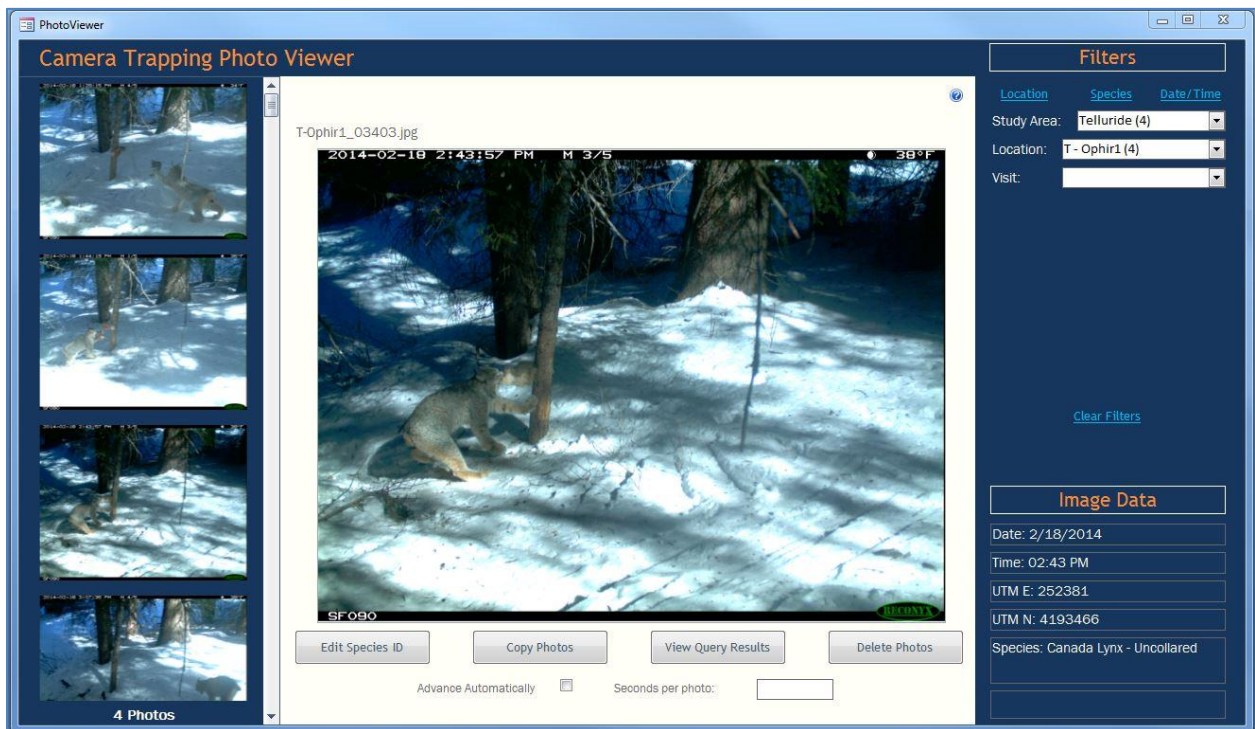 PhotoViewer
Camera Trapping Photo Viewer
4 Photos
T-Ophir1_03403.jpg
2014-02-18 2:43:57 PM M 3/5 38°F
SF090 RECONYX
Edit Species ID Copy Photos View Query Results Delete Photos
Advance Automatically Seconds per photo:
Filters
Location Species Date/Time
Study Area: Telluride (4)
Location: T - Ophir1 (4)
Visit:
Clear Filters
Image Data
Date: 2/18/2014
Time: 02:43 PM
UTM E: 252381
UTM N: 4193466
Species: Canada Lynx - Uncollared